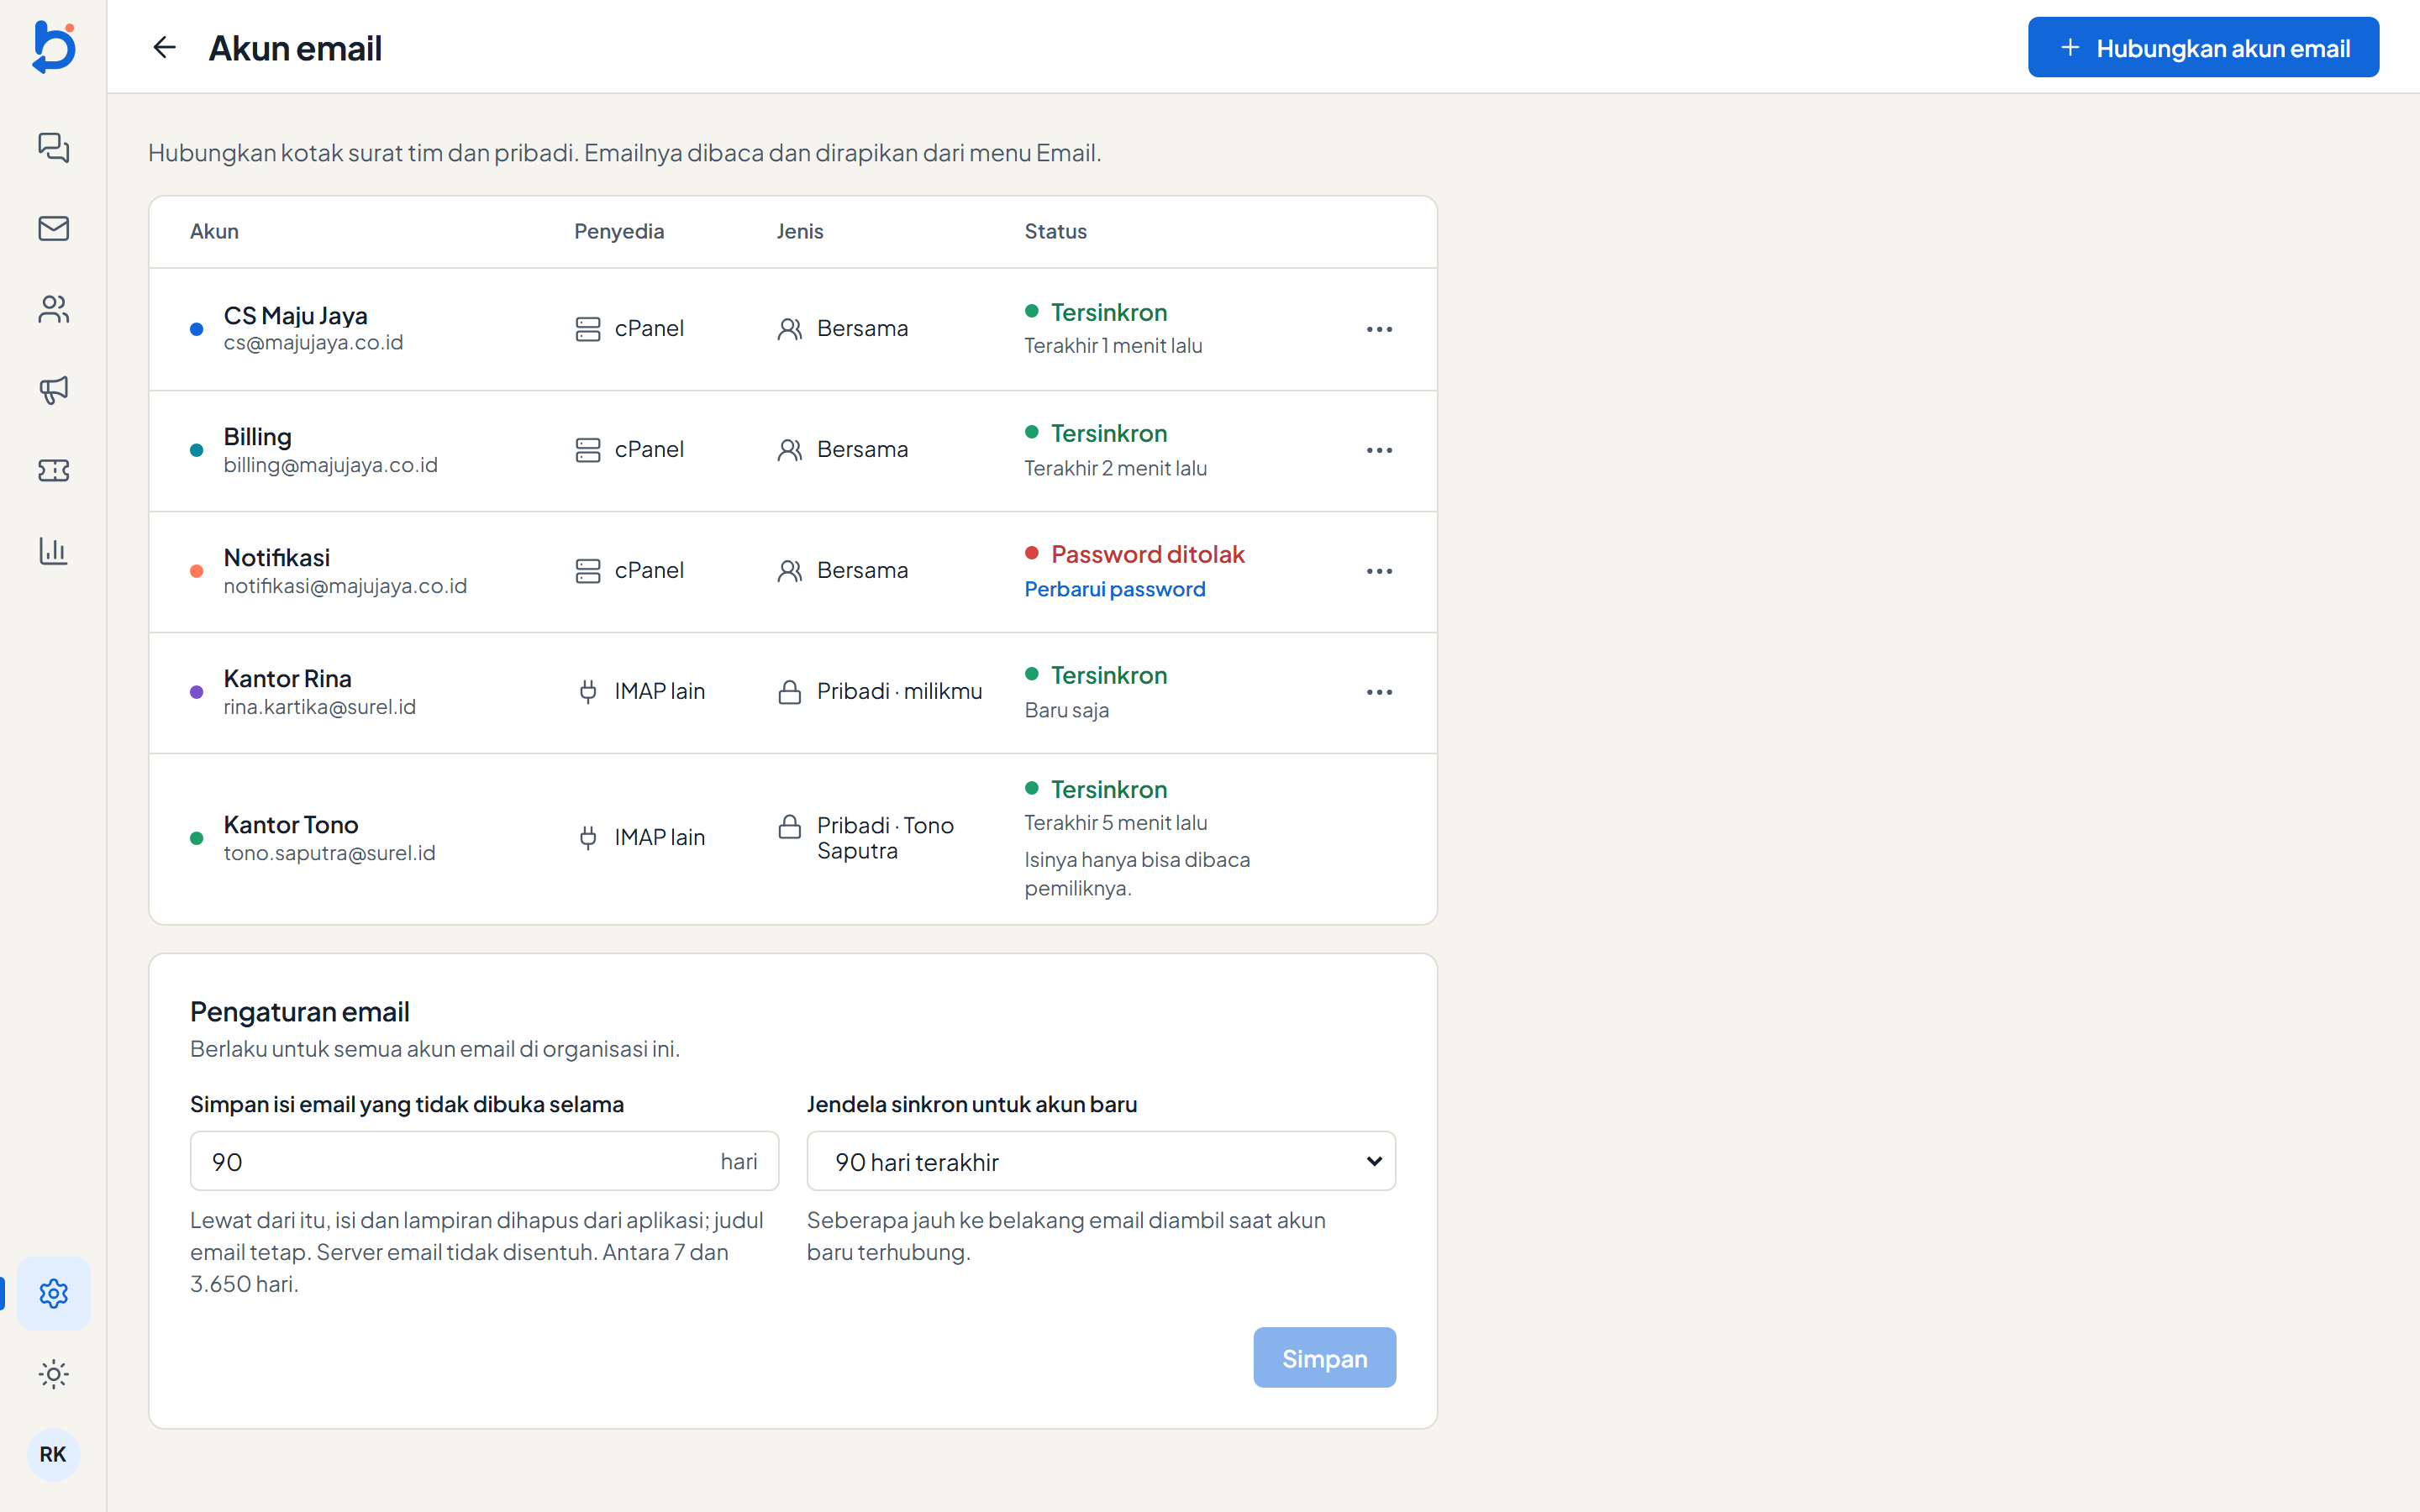 Akun email
+ Hubungkan akun email
Hubungkan kotak surat tim dan pribadi. Emailnya dibaca dan dirapikan dari menu Email.
Akun Penyedia Jenis Status
CS Maju Jaya
cs@majujaya.co.id
cPanel
Bersama
Tersinkron
Terakhir 1 menit lalu
Billing
billing@majujaya.co.id
cPanel
Bersama
Tersinkron
Terakhir 2 menit lalu
Notifikasi
notifikasi@majujaya.co.id
cPanel
Bersama
Password ditolak
Perbarui password
Kantor Rina
rina.kartika@surel.id
IMAP lain
Pribadi · milikmu
Tersinkron
Baru saja
Kantor Tono
tono.saputra@surel.id
IMAP lain
Pribadi · Tono
Saputra
Tersinkron
Terakhir 5 menit lalu
Isinya hanya bisa dibaca
pemiliknya.
Pengaturan email
Berlaku untuk semua akun email di organisasi ini.
Simpan isi email yang tidak dibuka selama
90 hari
Lewat dari itu, isi dan lampiran dihapus dari aplikasi; judul
email tetap. Server email tidak disentuh. Antara 7 dan
3.650 hari.
Jendela sinkron untuk akun baru
90 hari terakhir
Seberapa jauh ke belakang email diambil saat akun
baru terhubung.
Simpan
RK